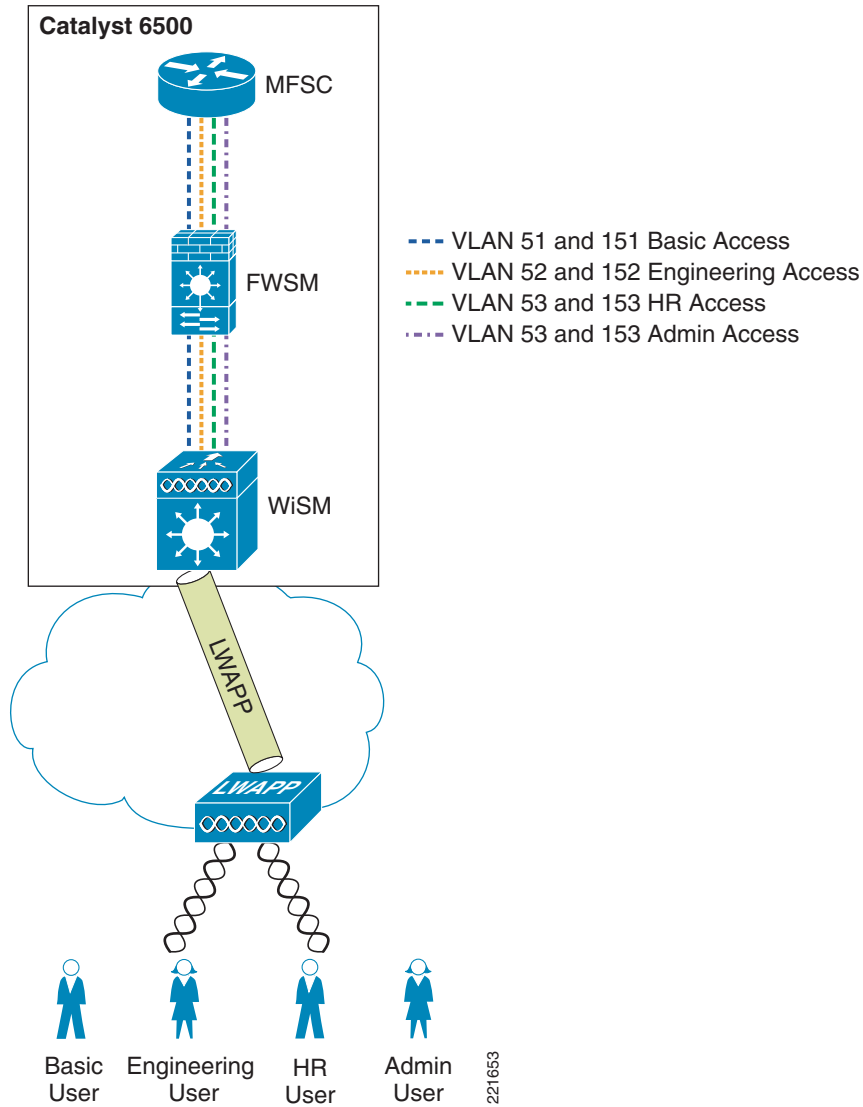 Catalyst 6500
MFSC
VLAN 51 and 151 Basic Access
VLAN 52 and 152 Engineering Access
VLAN 53 and 153 HR Access
VLAN 53 and 153 Admin Access
FWSM
WiSM
LWAPP
LWAPP
Basic
User
Engineering
User
HR
User
Admin
User
221653